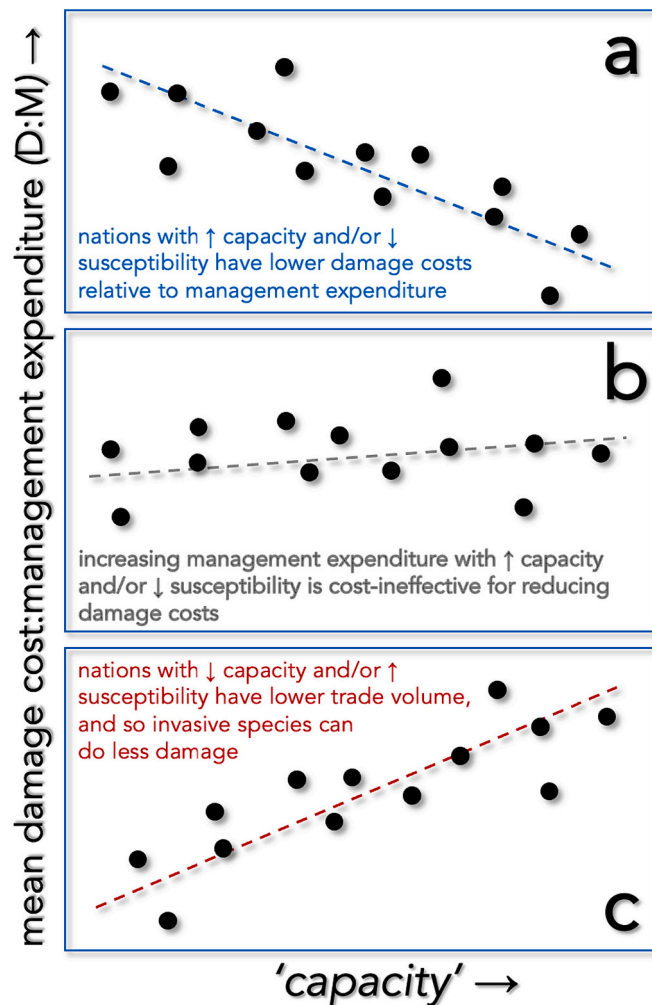 mean damage cost:management expenditure (D:M) →
a
nations with ↑ capacity and/or ↓
susceptibility have lower damage costs
relative to management expenditure
b
increasing management expenditure with ↑ capacity
and/or ↓ susceptibility is cost-ineffective for reducing
damage costs
nations with ↓ capacity and/or ↑
susceptibility have lower trade volume,
and so invasive species can
do less damage
c
'capacity' →